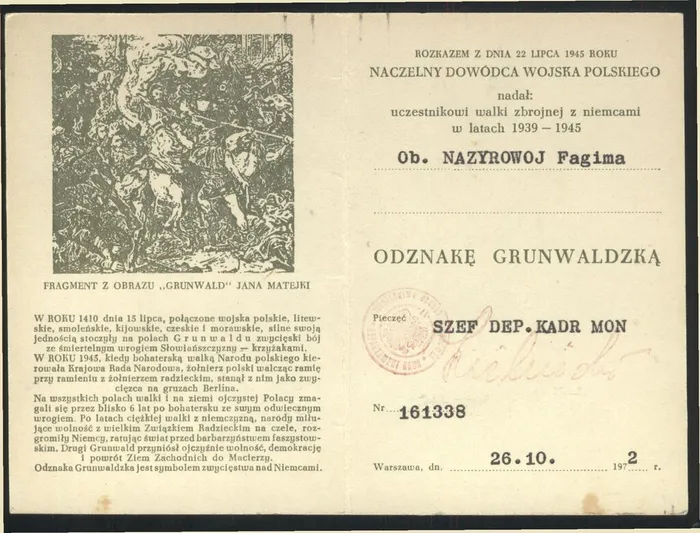 FRAGMENT Z OBRAZU „GRUNWALD" JANA MATEJKI
W ROKU 1410 dnia 15 lipca, połączone wojska polskie, litew-
skie, smoleńskie, kijowskie, czeskie i morawskie, silne swoją
jednością stoczyły na polach Grunwaldu zwycięski bój
ze śmiertelnym wrogiem Słowiańszczyzny — krzyżakami.
W ROKU 1945, kiedy bohaterską walką Narodu polskiego kie-
rowała Krajowa Rada Narodowa, żołnierz polski walcząc ramię
przy ramieniu z żołnierzem radzieckim, stanął z nim jako zwy-
cięzca na gruzach Berlina.
Na wszystkich polach walki i na ziemi ojczystej Polacy zma-
gali się przez blisko 6 lat po bohatersku ze swym odwiecznym
wrogiem. Po latach ciężkiej walki z niemczyzną, narody miłu-
jące wolność z wielkim Związkiem Radzieckim na czele, roz-
gromiły Niemcy, ratując świat przed barbarzyństwem faszystow-
skim. Drugi Grunwald przyniósł ojczyźnie wolność, demokrację
i powrót Ziem Zachodnich do Macierzy.
Odznaka Grunwaldzka jest symbolem zwycięstwa nad Niemcami.
ROZKAZEM Z DNIA 22 LIPCA 1945 ROKU
NACZELNY DOWÓDCA WOJSKA POLSKIEGO
nadał:
uczestnikowi walki zbrojnej z niemcami
w latach 1939 – 1945
Ob. NAZYROWOJ Fagima
ODZNAKĘ GRUNWALDZKĄ
Pieczęć
SZEF DEP.KADR MON
Nr 161338
Warszawa, dn. 26.10. 1972 r.